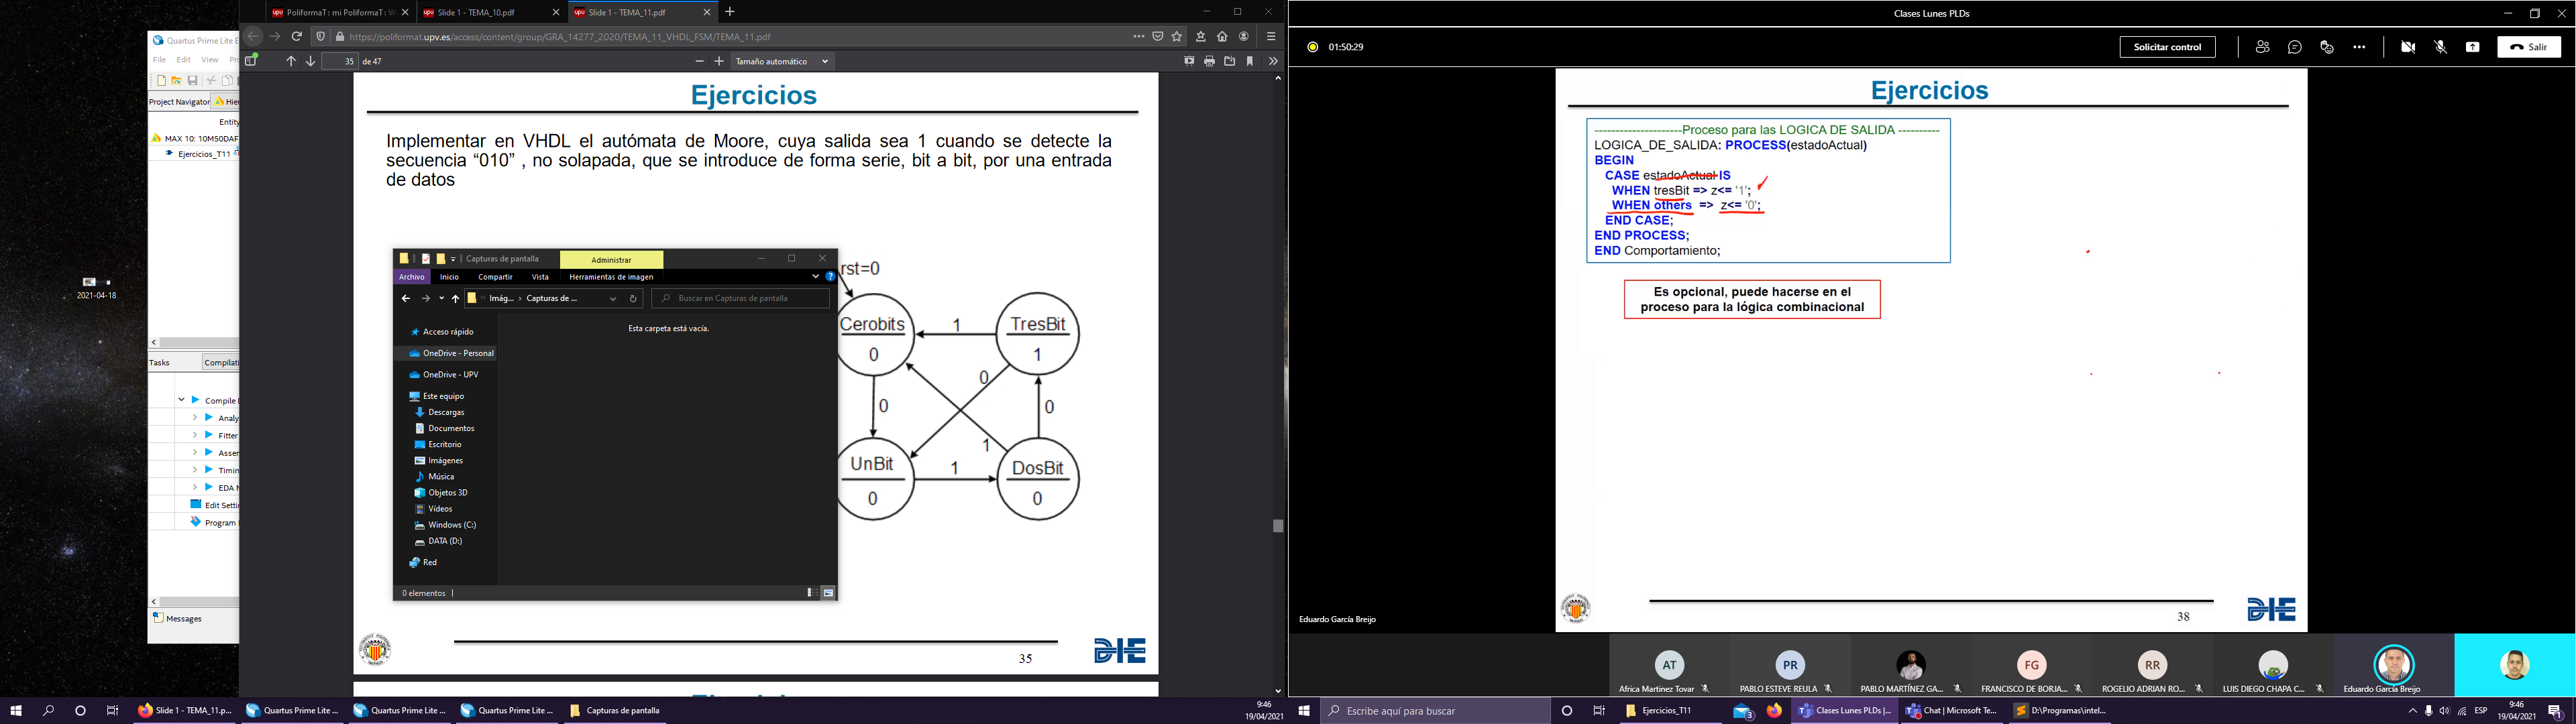 2021-04-18
Quartus Prime Lite E
File Edit View Pr
Project Navigator Hier
Entity
MAX 10: 10M50DAF
Ejercicios_T11
Tasks Compilati
Compile
Analy
Fitter
Asser
Timin
EDA N
Edit Settir
Program
Messages
PoliformaT : mi PoliformaT : W
Slide 1 - TEMA_10.pdf
Slide 1 - TEMA_11.pdf
https://poliformat.upv.es/access/content/group/GRA_14277_2020/TEMA_11_VHDL_FSM/TEMA_11.pdf
35 de 47
Tamaño automático
Ejercicios
Implementar en VHDL el autómata de Moore, cuya salida sea 1 cuando se detecte la
secuencia “010” , no solapada, que se introduce de forma serie, bit a bit, por una entrada
de datos
Capturas de pantalla
Administrar
Archivo Inicio Compartir Vista Herramientas de imagen
Imág... Capturas de ...
Buscar en Capturas de pantalla
Esta carpeta está vacía.
Acceso rápido
OneDrive - Personal
OneDrive - UPV
Este equipo
Descargas
Documentos
Escritorio
Imágenes
Música
Objetos 3D
Vídeos
Windows (C:)
DATA (D:)
Red
0 elementos
rst=0
Cerobits
0
1
TresBit
1
0
0
0
UnBit
0
1
1
DosBit
0
35
DIE
Slide 1 - TEMA_11.p...
Quartus Prime Lite ...
Quartus Prime Lite ...
Quartus Prime Lite ...
Capturas de pantalla
9:46
19/04/2021
Clases Lunes PLDs
01:50:29
Solicitar control
Salir
Ejercicios
---------------------Proceso para las LOGICA DE SALIDA ----------
LOGICA_DE_SALIDA: PROCESS(estadoActual)
BEGIN
CASE estadoActual IS
WHEN tresBit => z<= '1';
WHEN others => z<= '0';
END CASE;
END PROCESS;
END Comportamiento;
Es opcional, puede hacerse en el
proceso para la lógica combinacional
38
DIE
Eduardo García Breijo
AT
Africa Martinez Tovar
PR
PABLO ESTEVE REULA
PABLO MARTÍNEZ GA...
FG
FRANCISCO DE BORJA...
RR
ROGELIO ADRIAN RO...
LUIS DIEGO CHAPA C...
Eduardo García Breijo
Escribe aquí para buscar
Ejercicios_T11
3
Clases Lunes PLDs |...
Chat | Microsoft Te...
D:\Programas\intel...
ESP
9:46
19/04/2021